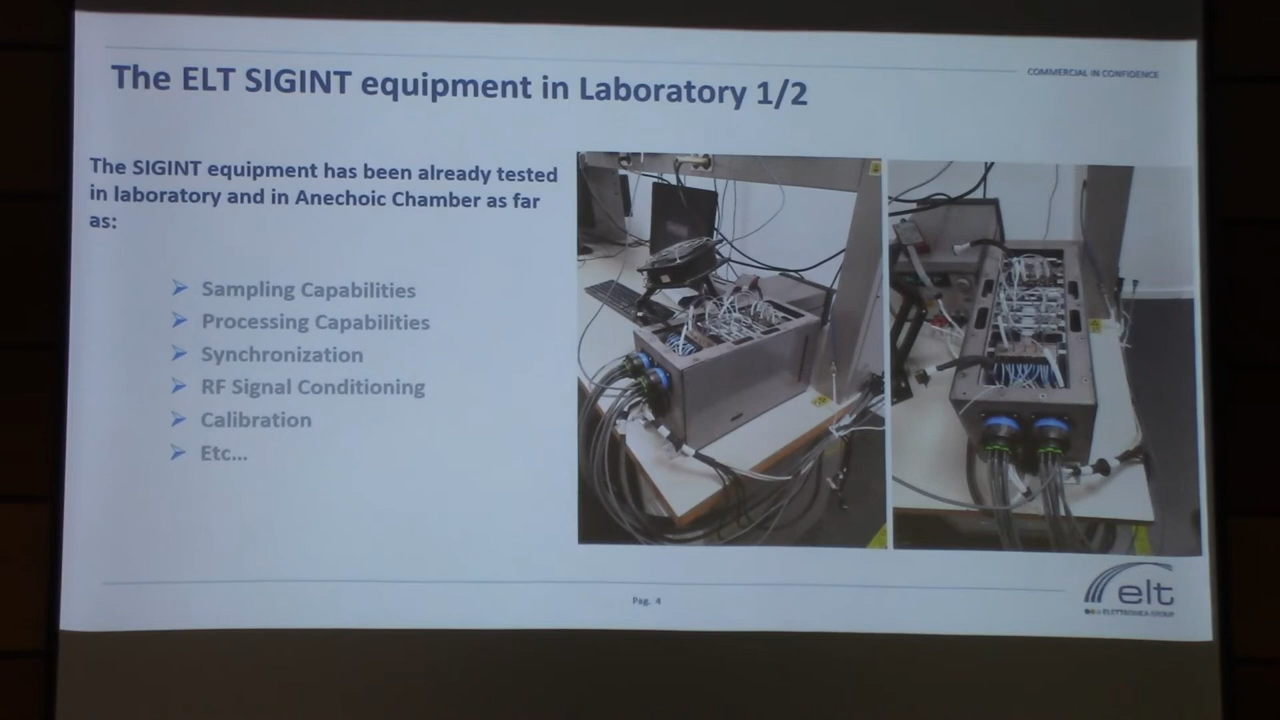 COMMERCIAL IN CONFIDENCE
The ELT SIGINT equipment in Laboratory 1/2
The SIGINT equipment has been already tested
in laboratory and in Anechoic Chamber as far
as:
➤ Sampling Capabilities
➤ Processing Capabilities
➤ Synchronization
➤ RF Signal Conditioning
➤ Calibration
➤ Etc...
Pag. 4
elt
ELETTRONICA GROUP